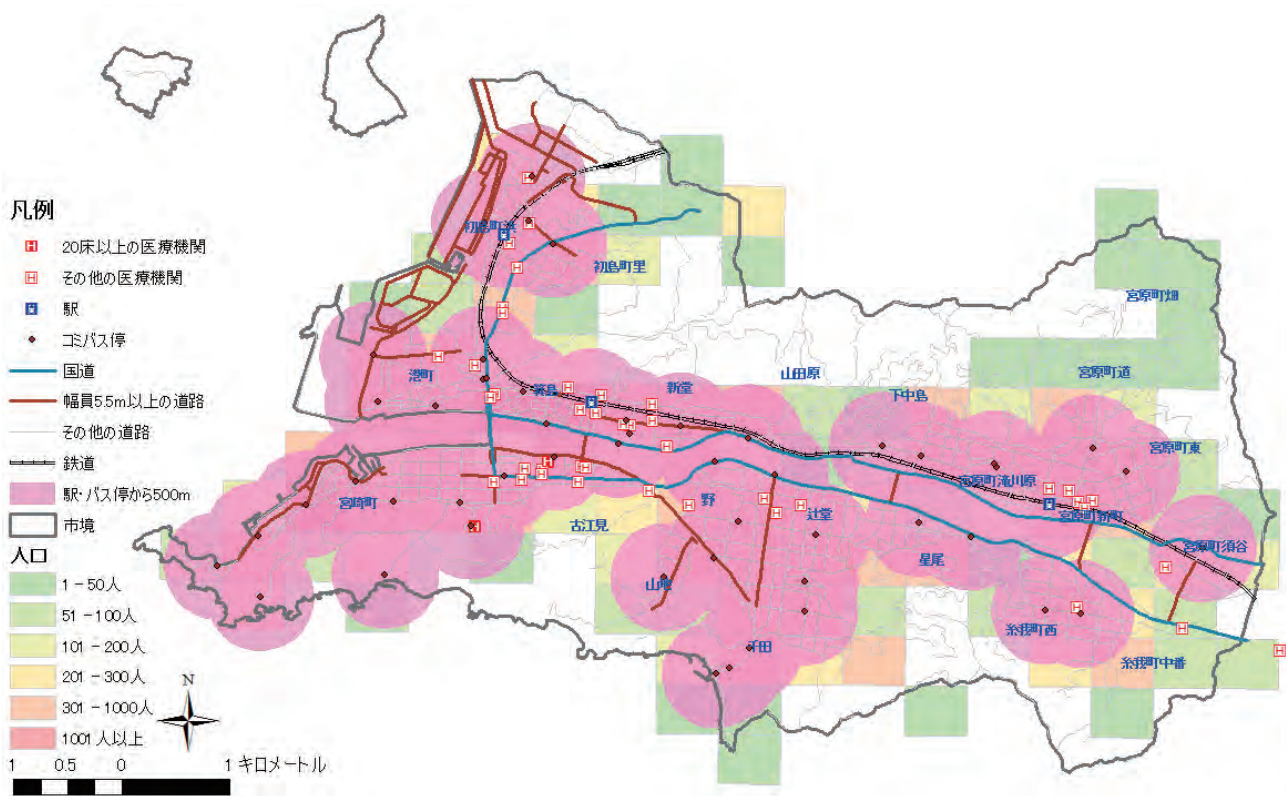 凡例
20床以上の医療機関
その他の医療機関
駅
コミバス停
国道
幅員5.5m以上の道路
その他の道路
鉄道
駅・バス停から500m
市境
人口
1-50人
51-100人
101-200人
201-300人
301-1000人
1001人以上
N
1 0.5 0 1 キロメートル
初島町浜
初島町里
宮原町畑
港町
箕島
新堂
山田原
宮原町道
下中島
宮原町東
宮崎町
宮原町滝川原
野
古江見
辻堂
宮原町新町
宮原町須谷
星尾
山地
糸我町西
千田
糸我町中番